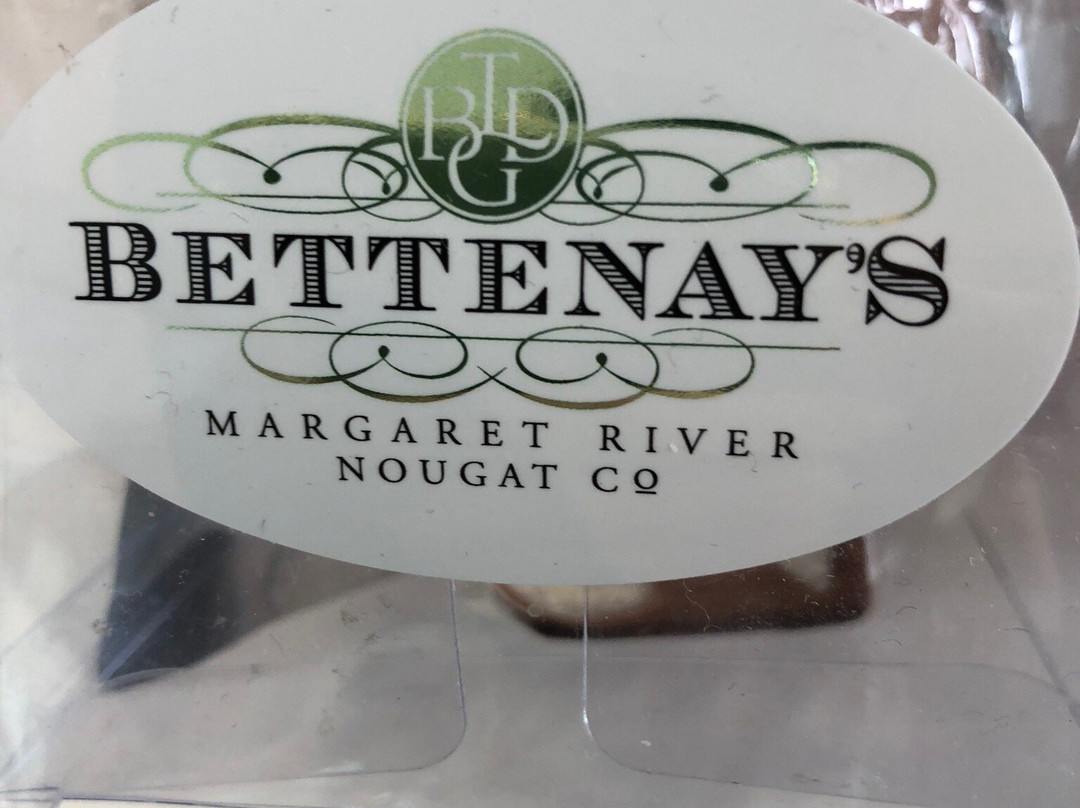 BTDG
BETTENAY'S
MARGARET RIVER
NOUGAT Cº